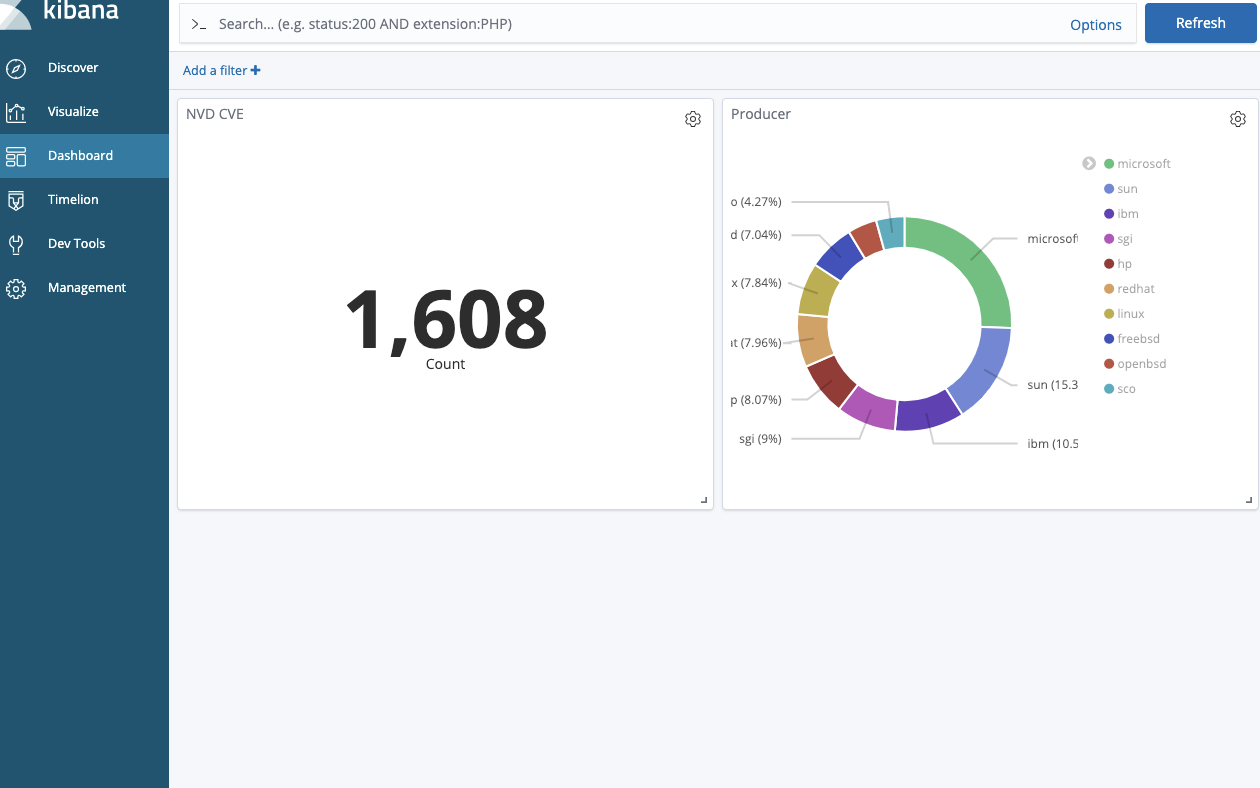 kibana
>_ Search... (e.g. status:200 AND extension:PHP)
Options
Refresh
Add a filter +
Discover
Visualize
Dashboard
Timelion
Dev Tools
Management
NVD CVE
1,608
Count
Producer
o (4.27%)
d (7.04%)
x (7.84%)
at (7.96%)
p (8.07%)
sgi (9%)
microsoft
sun (15.3
ibm (10.5
microsoft
sun
ibm
sgi
hp
redhat
linux
freebsd
openbsd
sco